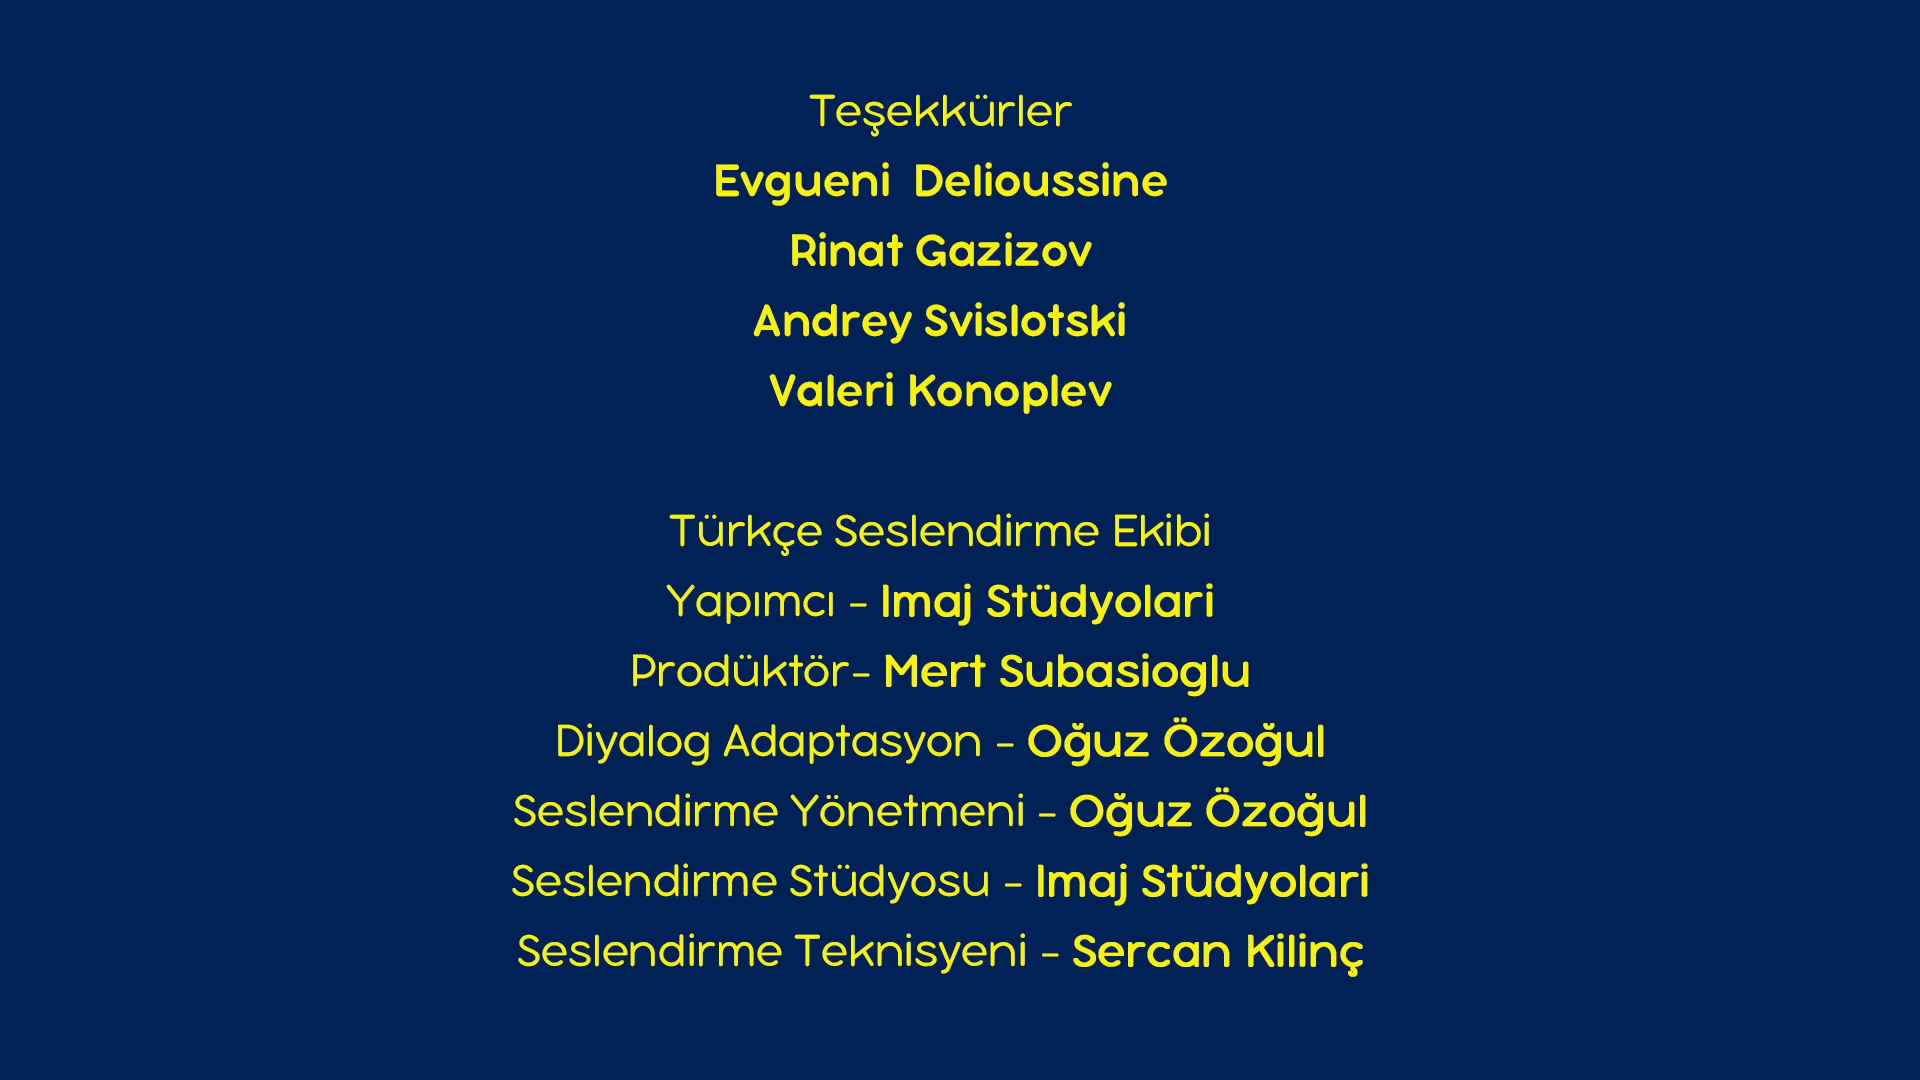 Teşekkürler
Evgueni Delioussine
Rinat Gazizov
Andrey Svislotski
Valeri Konoplev
Türkçe Seslendirme Ekibi
Yapımcı - Imaj Stüdyolari
Prodüktör- Mert Subasioglu
Diyalog Adaptasyon - Oğuz Özoğul
Seslendirme Yönetmeni - Oğuz Özoğul
Seslendirme Stüdyosu - Imaj Stüdyolari
Seslendirme Teknisyeni - Sercan Kilinç